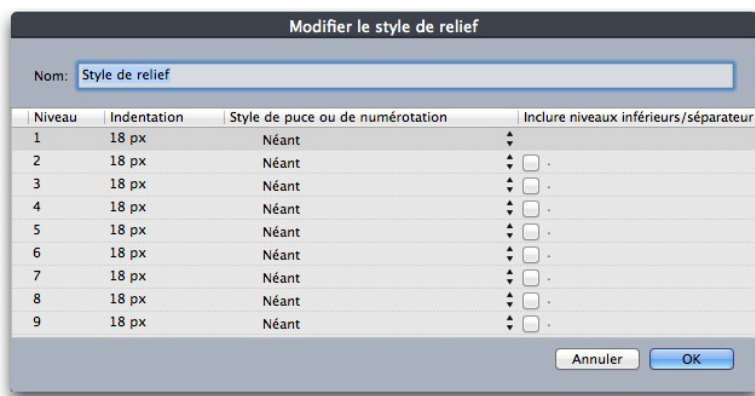 Modifier le style de relief
Nom: Style de relief
Niveau Indentation Style de puce ou de numérotation Inclure niveaux inférieurs/séparateur
1 18 px Néant
2 18 px Néant .
3 18 px Néant .
4 18 px Néant .
5 18 px Néant .
6 18 px Néant .
7 18 px Néant .
8 18 px Néant .
9 18 px Néant .
Annuler OK